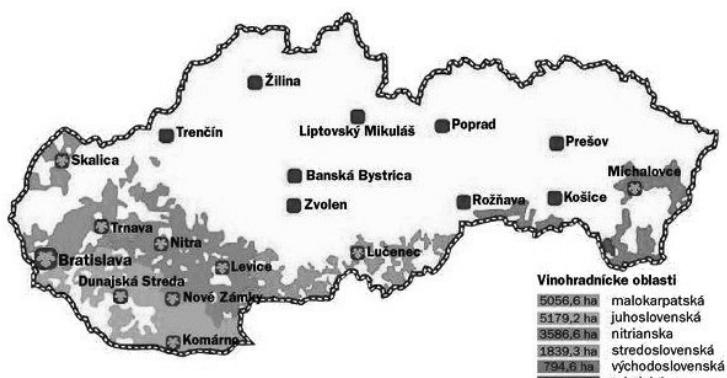 Žilina
Liptovský Mikuláš
Poprad
Trenčín
Prešov
Skalica
Michalovce
Banská Bystrica
Rožňava
Košice
Zvolen
Trnava
Nitra
Lučenec
Bratislava
Levice
Dunajská Streda
Nové Zámky
Komárno
Vinohradnícke oblasti
5056,6 ha malokarpatská
5179,2 ha juhoslovenská
3586,6 ha nitrianska
1839,3 ha stredoslovenská
794,6 ha východoslovenská